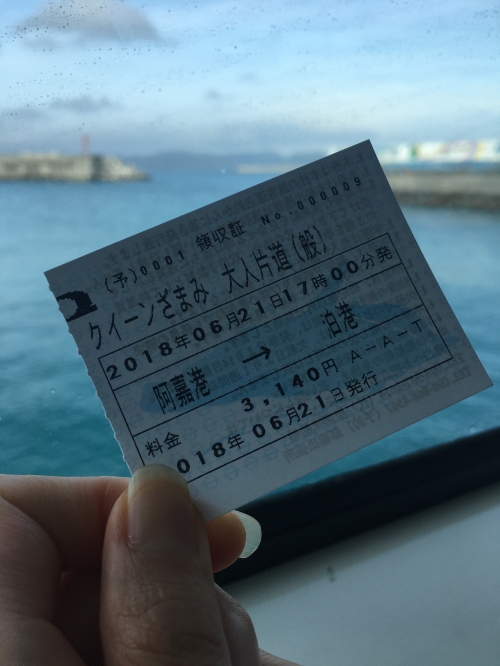 (予)0001 領収証 No.000009
クイーンざまみ 大人片道(般)
2018年06月21日17時00分発
阿嘉港 → 泊港
料金 3,140円 A-A-T
018年06月21日発行